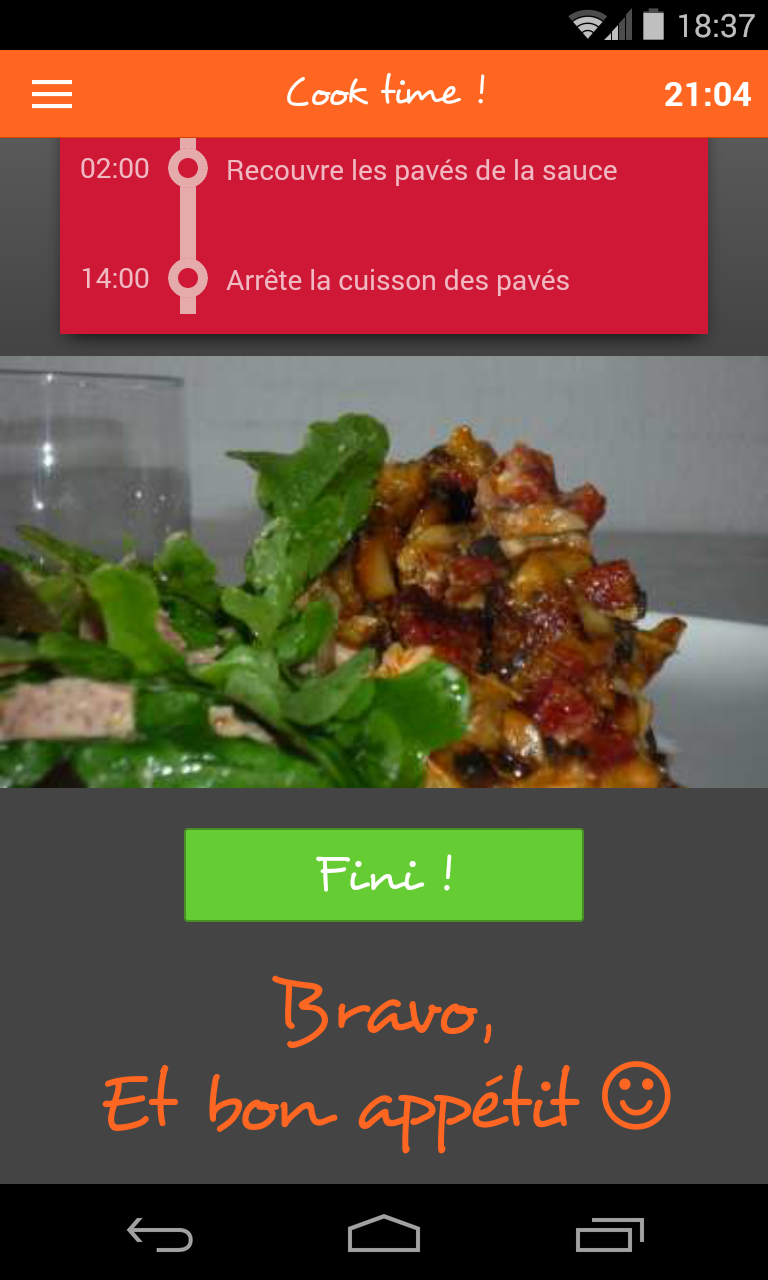 18:37
Cook time !
21:04
02:00 Recouvre les pavés de la sauce
14:00 Arrête la cuisson des pavés
Fini !
Bravo,
Et bon appétit ☺